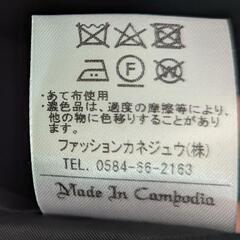 F
・あて布使用
・濃色品は、過度の摩擦等により、
他の物に色移りすることがあり
ます。
ファッションカネジュウ(株)
TEL. 0584-66-2163
Made In Cambodia